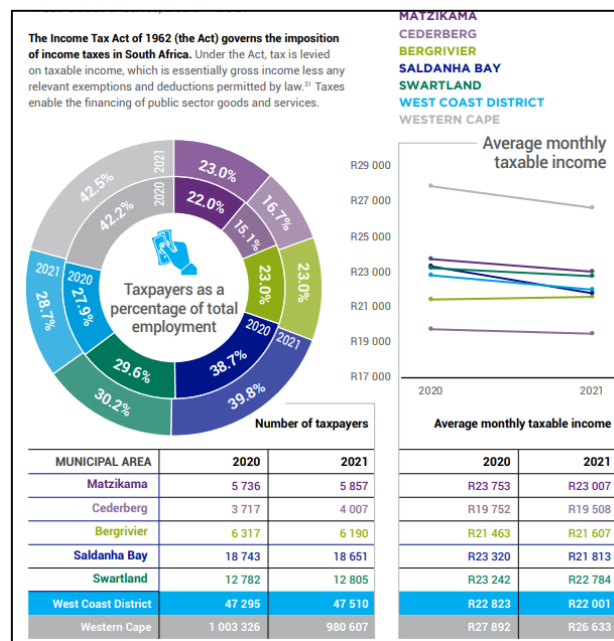 The Income Tax Act of 1962 (the Act) governs the imposition
of income taxes in South Africa. Under the Act, tax is levied
on taxable income, which is essentially gross income less any
relevant exemptions and deductions permitted by law.³¹ Taxes
enable the financing of public sector goods and services.
MATZIKAMA
CEDERBERG
BERGRIVIER
SALDANHA BAY
SWARTLAND
WEST COAST DISTRICT
WESTERN CAPE
42.5%
2021
23.0%
42.2%
2020
22.0%
16.7%
15.1%
2021
28.7%
2020
27.9%
23.0%
23.0%
Taxpayers as a
percentage of total
employment
29.6%
30.2%
38.7%
2020
39.8%
2021
Average monthly
taxable income
R29 000
R27 000
R25 000
R23 000
R21 000
R19 000
R17 000
2020 2021
Number of taxpayers Average monthly taxable income
MUNICIPAL AREA 2020 2021 2020 2021
Matzikama 5 736 5 857 R23 753 R23 007
Cederberg 3 717 4 007 R19 752 R19 508
Bergrivier 6 317 6 190 R21 463 R21 607
Saldanha Bay 18 743 18 651 R23 320 R21 813
Swartland 12 782 12 805 R23 242 R22 784
West Coast District 47 295 47 510 R22 823 R22 001
Western Cape 1 003 326 980 607 R27 892 R26 633